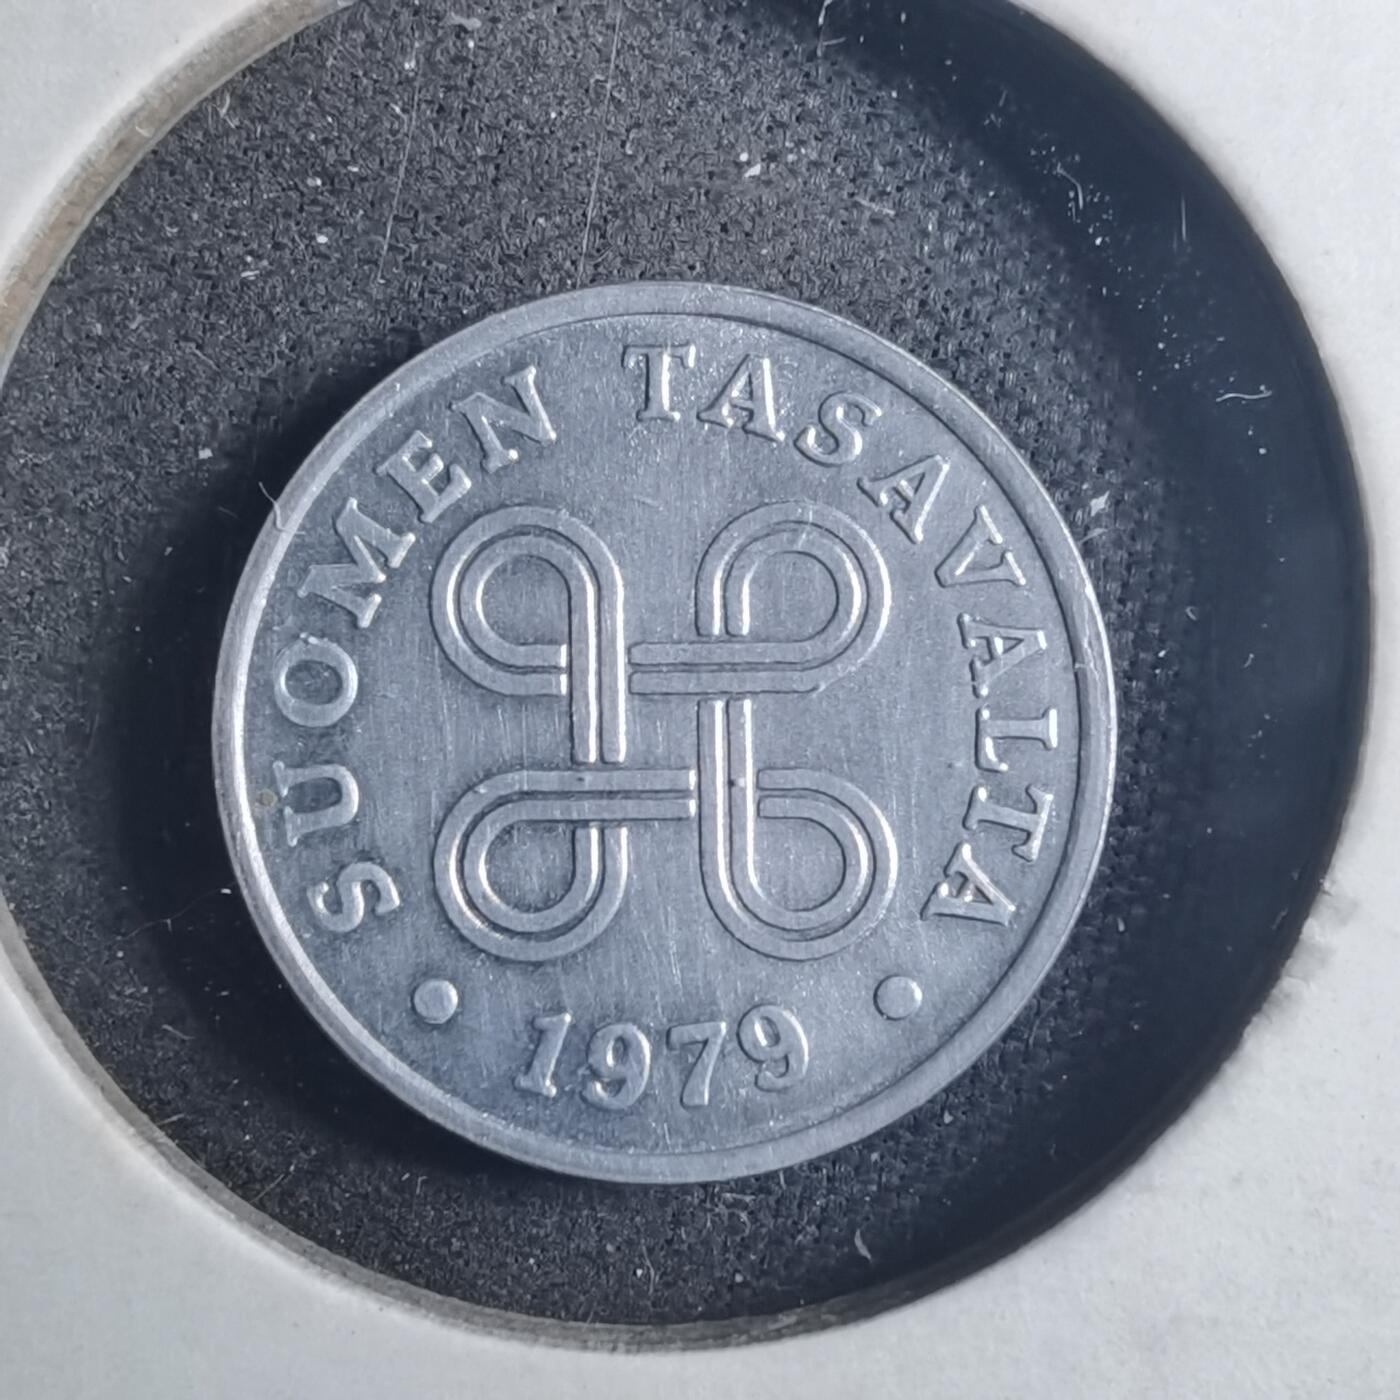 SUOMEN TASAVALTA
• 1979 •